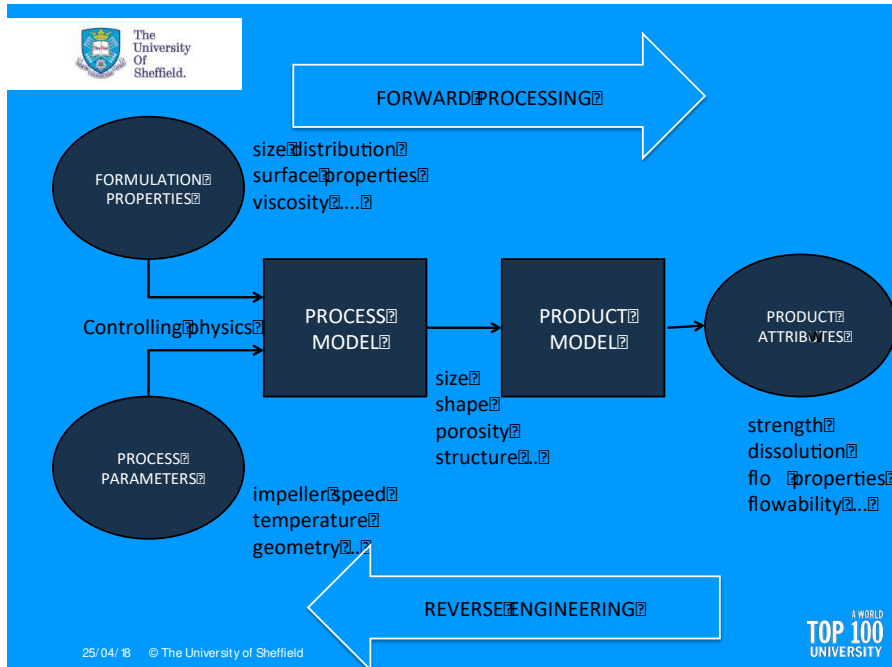 The
University
Of
Sheffield.
FORWARD PROCESSING
size distribution
surface properties
viscosity .....
FORMULATION
PROPERTIES
Controlling physics
PROCESS
MODEL
PRODUCT
MODEL
PRODUCT
ATTRIBUTES
size
shape
porosity
structure...
PROCESS
PARAMETERS
impeller speed
temperature
geometry...
strength
dissolution
flo properties
flowability....
REVERSE ENGINEERING
25/04/18 © The University of Sheffield
A WORLD
TOP 100
UNIVERSITY